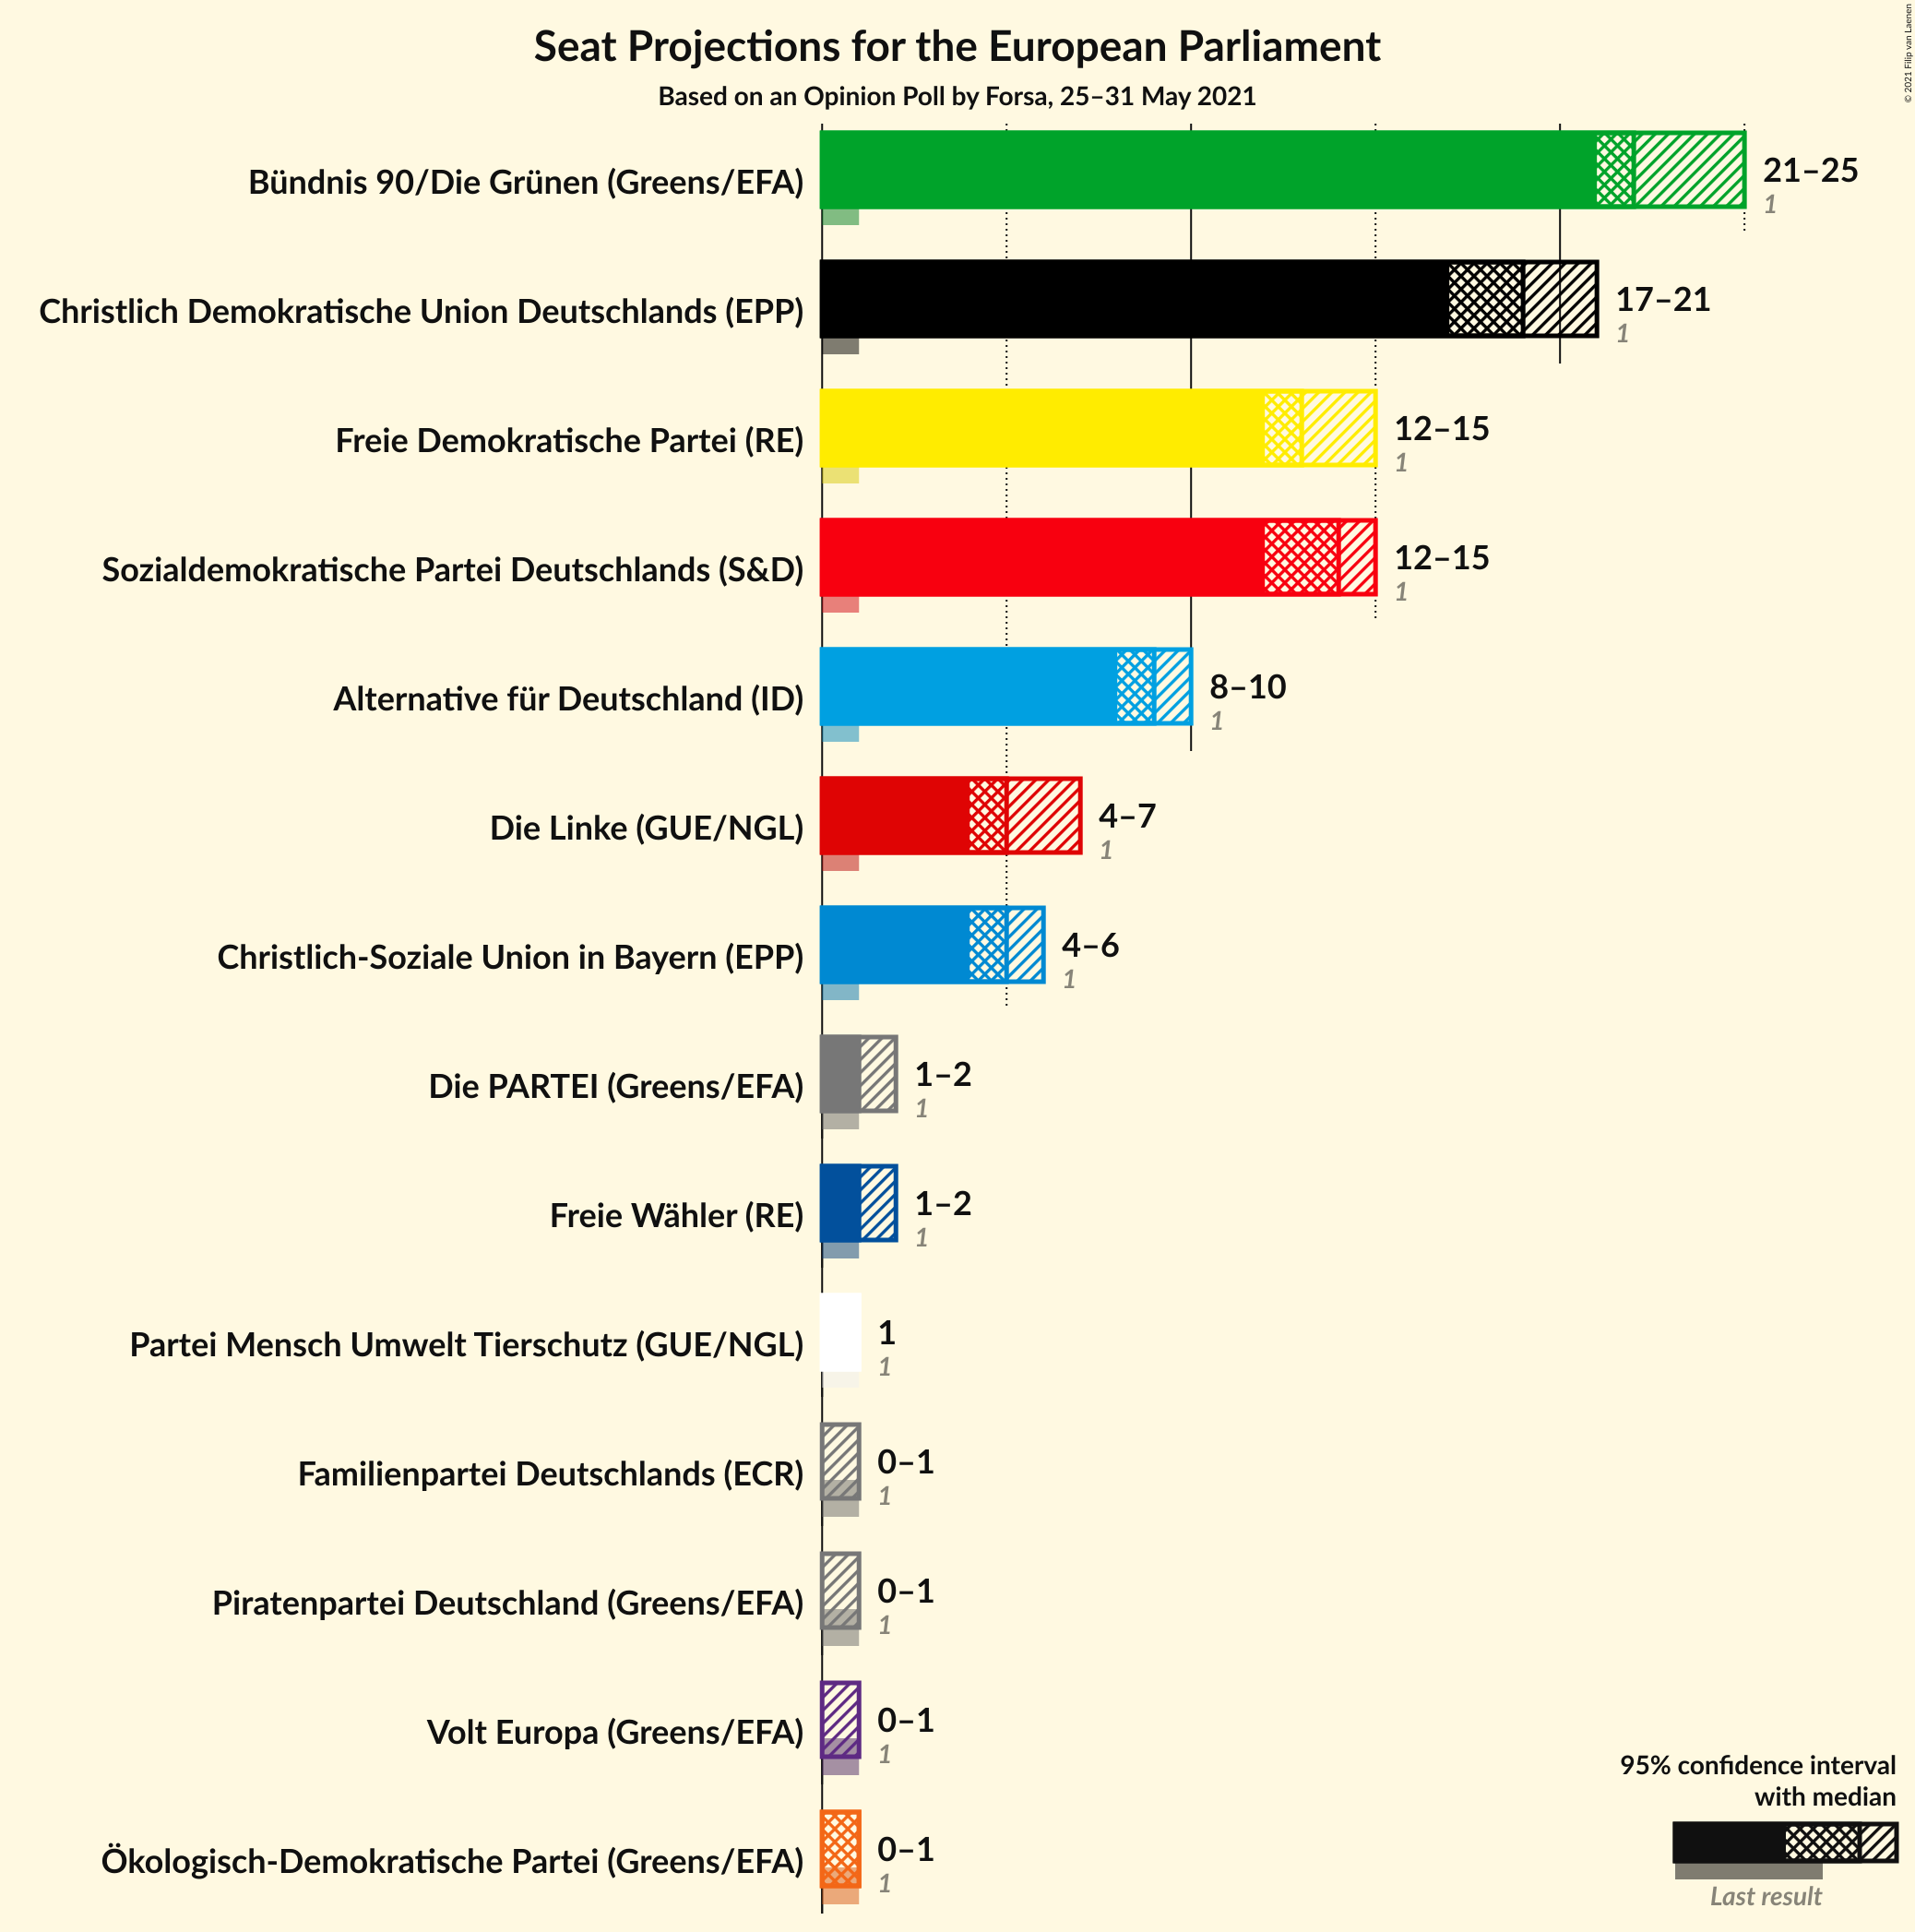 Seat Projections for the European Parliament
Based on an Opinion Poll by Forsa, 25–31 May 2021
© 2021 Filip van Laenen
Bündnis 90/Die Grünen (Greens/EFA)
21–25
1
Christlich Demokratische Union Deutschlands (EPP)
17–21
1
Freie Demokratische Partei (RE)
12–15
1
Sozialdemokratische Partei Deutschlands (S&D)
12–15
1
Alternative für Deutschland (ID)
8–10
1
Die Linke (GUE/NGL)
4–7
1
Christlich-Soziale Union in Bayern (EPP)
4–6
1
Die PARTEI (Greens/EFA)
1–2
1
Freie Wähler (RE)
1–2
1
Partei Mensch Umwelt Tierschutz (GUE/NGL)
1
1
Familienpartei Deutschlands (ECR)
0–1
1
Piratenpartei Deutschland (Greens/EFA)
0–1
1
Volt Europa (Greens/EFA)
0–1
1
Ökologisch-Demokratische Partei (Greens/EFA)
0–1
1
95% confidence interval
with median
Last result